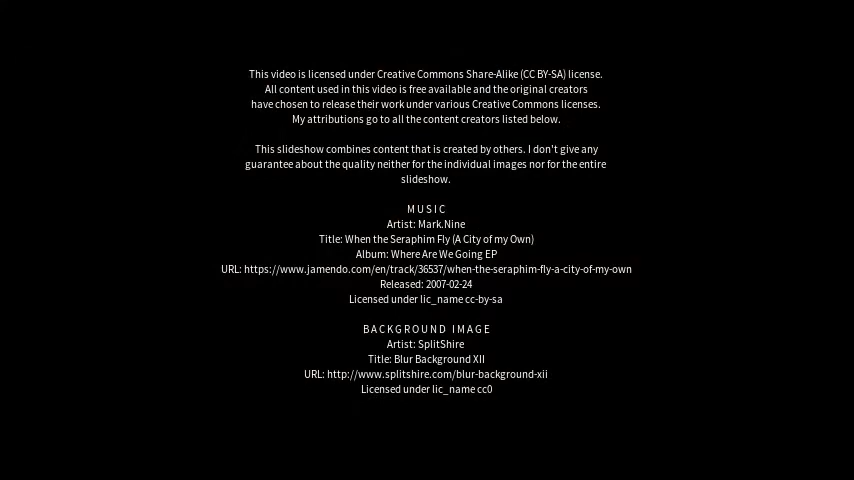 This video is licensed under Creative Commons Share-Alike (CC BY-SA) license.
All content used in this video is free available and the original creators
have chosen to release their work under various Creative Commons licenses.
My attributions go to all the content creators listed below.
This slideshow combines content that is created by others. I don't give any
guarantee about the quality neither for the individual images nor for the entire
slideshow.
M U S I C
Artist: Mark.Nine
Title: When the Seraphim Fly (A City of my Own)
Album: Where Are We Going EP
URL: https://www.jamendo.com/en/track/36537/when-the-seraphim-fly-a-city-of-my-own
Released: 2007-02-24
Licensed under lic_name cc-by-sa
B A C K G R O U N D   I M A G E
Artist: SplitShire
Title: Blur Background XII
URL: http://www.splitshire.com/blur-background-xii
Licensed under lic_name cc0